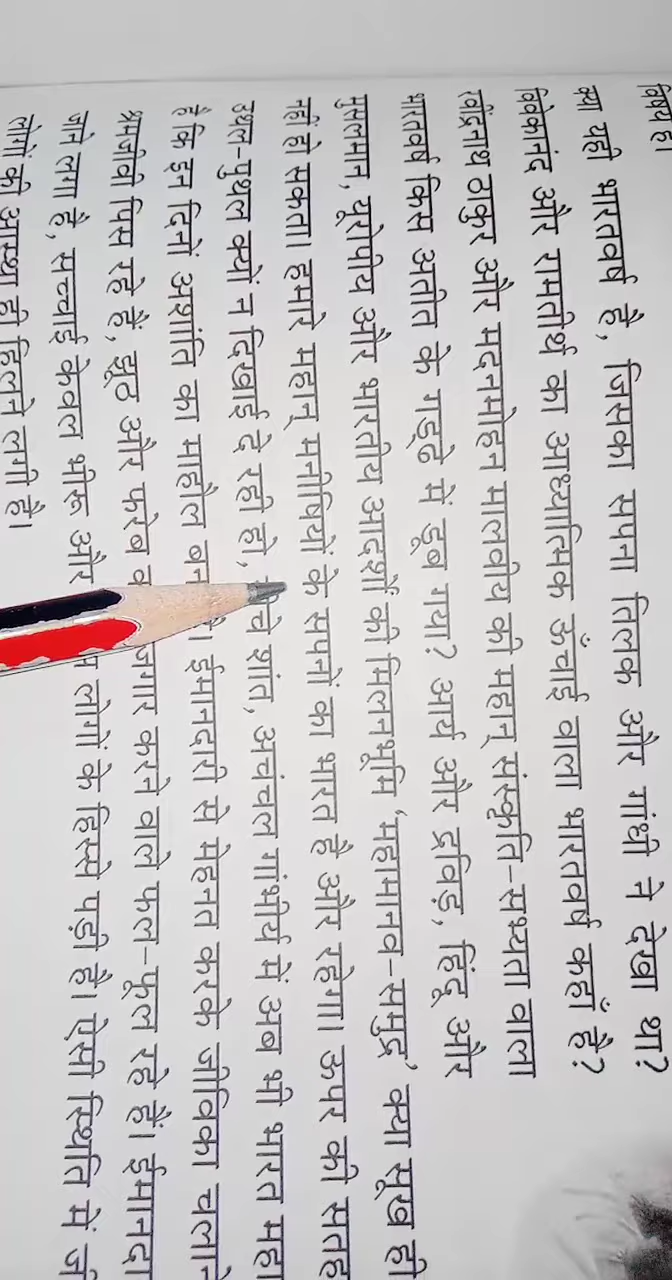 विषय है।
क्या यही भारतवर्ष है, जिसका सपना तिलक और गांधी ने देखा था?
विवेकानंद और रामतीर्थ का आध्यात्मिक ऊँचाई वाला भारतवर्ष कहाँ है?
रवींद्रनाथ ठाकुर और मदनमोहन मालवीय की महान् संस्कृति-सभ्यता वाला
भारतवर्ष किस अतीत के गड्ढे में डूब गया? आर्य और द्रविड़, हिंदू और
मुसलमान, यूरोपीय और भारतीय आदर्शों की मिलनभूमि ‘महामानव-समुद्र’ क्या सूख ही
नहीं हो सकता। हमारे महान् मनीषियों के सपनों का भारत है और रहेगा। ऊपर की सतह
उथल-पुथल क्यों न दिखाई दे रही हो, शांत, अचंचल गांभीर्य में अब भी भारत महा
है कि इन दिनों अशांति का माहौल ईमानदारी से मेहनत करके जीविका चलाने
श्रमजीवी पिस रहे हैं, झूठ और फरेब करने वाले फल-फूल रहे हैं। ईमानदा
जाने लगा है, सच्चाई केवल भीरू और लोगों के हिस्से पड़ी है। ऐसी स्थिति में जी
लोगों की आस्था ही हिलने लगी है।